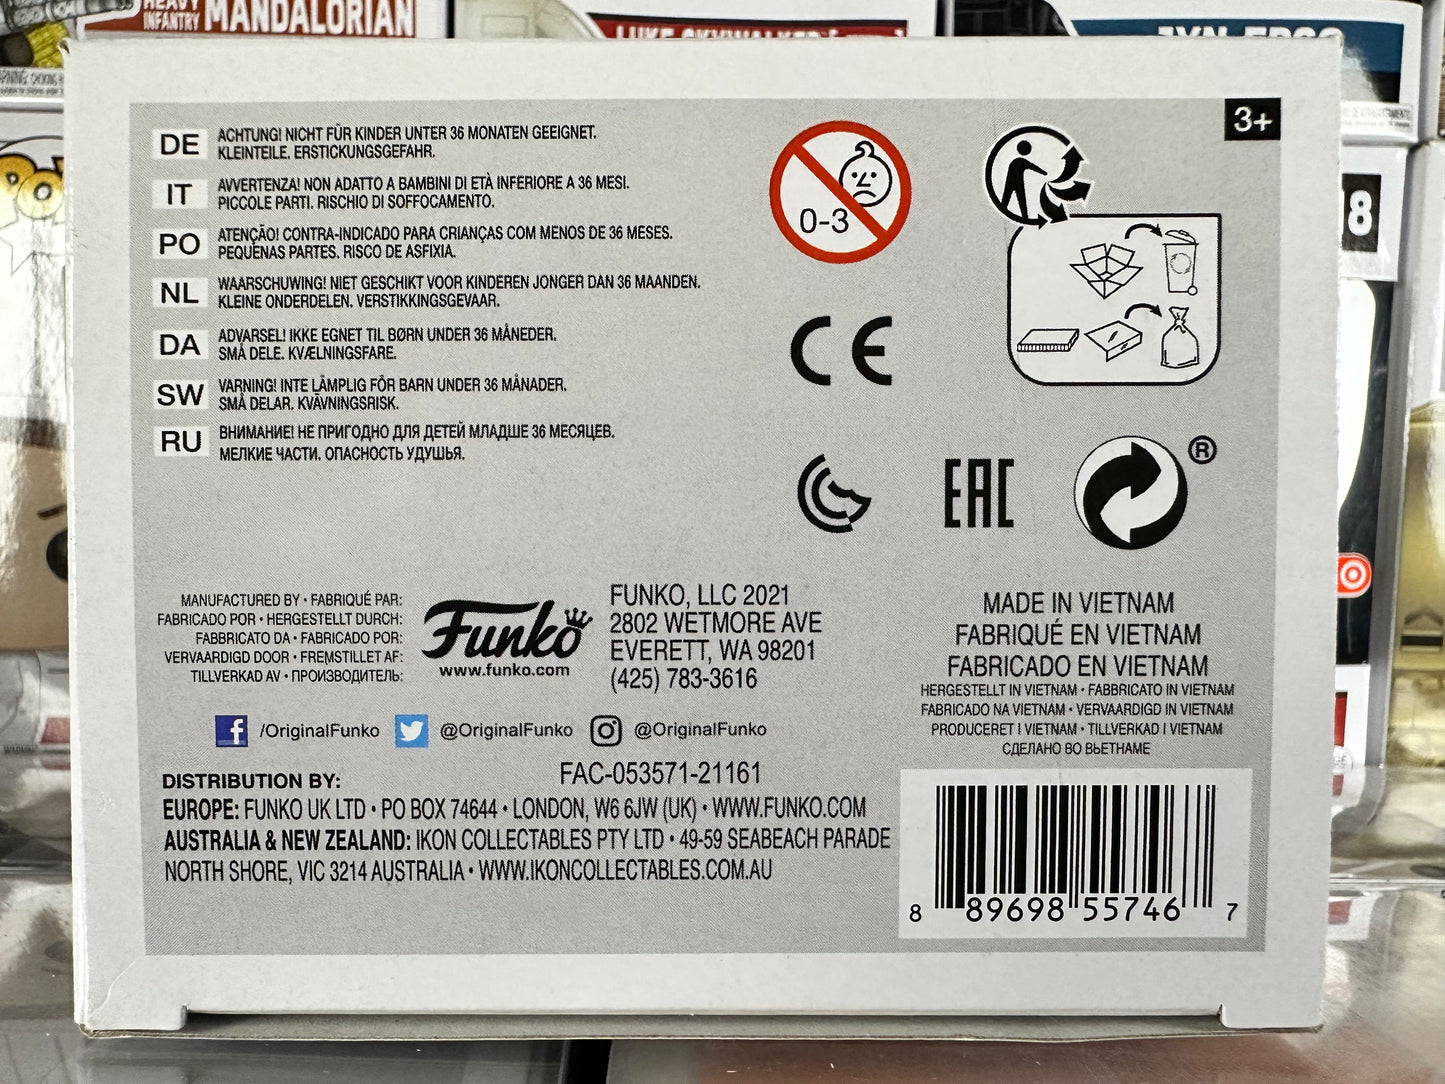 HEAVY
INFANTRY MANDALORIAN
LUKE SKYWALKER
JYN ERSO
3+
DE ACHTUNG! NICHT FÜR KINDER UNTER 36 MONATEN GEEIGNET.
KLEINTEILE. ERSTICKUNGSGEFAHR.
IT AVVERTENZA! NON ADATTO A BAMBINI DI ETÀ INFERIORE A 36 MESI.
PICCOLE PARTI. RISCHIO DI SOFFOCAMENTO.
PO ATENÇÃO! CONTRA-INDICADO PARA CRIANÇAS COM MENOS DE 36 MESES.
PEQUENAS PARTES. RISCO DE ASFIXIA.
NL WAARSCHUWING! NIET GESCHIKT VOOR KINDEREN JONGER DAN 36 MAANDEN.
KLEINE ONDERDELEN. VERSTIKKINGSGEVAAR.
DA ADVARSEL! IKKE EGNET TIL BØRN UNDER 36 MÅNEDER.
SMÅ DELE. KVÆLNINGSFARE.
SW VARNING! INTE LÄMPLIG FÖR BARN UNDER 36 MÅNADER.
SMÅ DELAR. KVÄVNINGSRISK.
RU ВНИМАНИЕ! НЕ ПРИГОДНО ДЛЯ ДЕТЕЙ МЛАДШЕ 36 МЕСЯЦЕВ.
МЕЛКИЕ ЧАСТИ. ОПАСНОСТЬ УДУШЬЯ.
0-3
CE
EAC
®
8
MANUFACTURED BY • FABRIQUÉ PAR:
FABRICADO POR • HERGESTELLT DURCH:
FABBRICATO DA • FABRICADO POR:
VERVAARDIGD DOOR • FREMSTILLET AF:
TILLVERKAD AV • ПРОИЗВОДИТЕЛЬ:
Funko
www.funko.com
FUNKO, LLC 2021
2802 WETMORE AVE
EVERETT, WA 98201
(425) 783-3616
MADE IN VIETNAM
FABRIQUÉ EN VIETNAM
FABRICADO EN VIETNAM
HERGESTELLT IN VIETNAM • FABBRICATO IN VIETNAM
FABRICADO NA VIETNAM • VERVAARDIGD IN VIETNAM
PRODUCERET I VIETNAM • TILLVERKAD I VIETNAM
СДЕЛАНО ВО ВЬЕТНАМЕ
/OriginalFunko @OriginalFunko @OriginalFunko
FAC-053571-21161
DISTRIBUTION BY:
EUROPE: FUNKO UK LTD • PO BOX 74644 • LONDON, W6 6JW (UK) • WWW.FUNKO.COM
AUSTRALIA & NEW ZEALAND: IKON COLLECTABLES PTY LTD • 49-59 SEABEACH PARADE
NORTH SHORE, VIC 3214 AUSTRALIA • WWW.IKONCOLLECTABLES.COM.AU
8 89698 55746 7